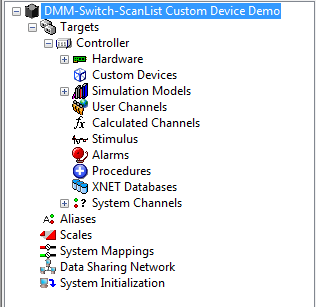 DMM-Switch-ScanList Custom Device Demo
Targets
Controller
Hardware
Custom Devices
Simulation Models
User Channels
fx Calculated Channels
Stimulus
Alarms
Procedures
XNET Databases
System Channels
Aliases
Scales
System Mappings
Data Sharing Network
System Initialization